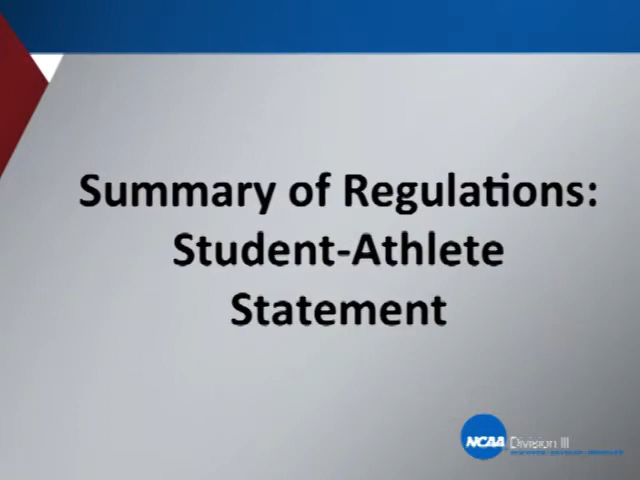 Summary of Regulations:
Student-Athlete
Statement
NCAA Division III